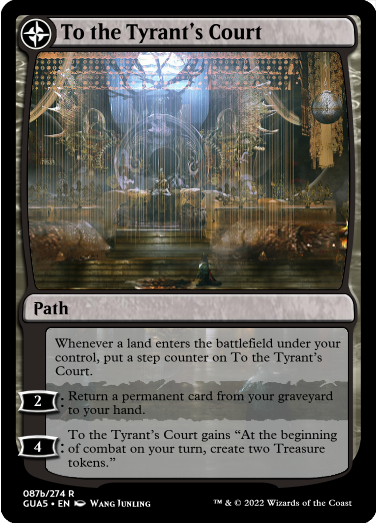 To the Tyrant's Court
Path
Whenever a land enters the battlefield under your
control, put a step counter on To the Tyrant's
Court.
2 : Return a permanent card from your graveyard
to your hand.
4 : To the Tyrant's Court gains “At the beginning
of combat on your turn, create two Treasure
tokens.”
087b/274 R
GUA5 • EN Wang Junling
™ & © 2022 Wizards of the Coast